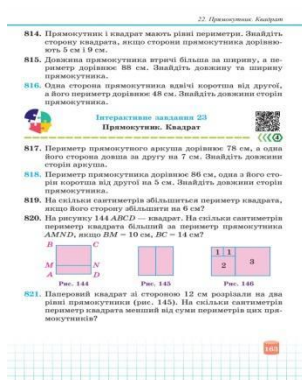 22. Прямокутник. Квадрат
814. Прямокутник і квадрат мають рівні периметри. Знайдіть
сторону квадрата, якщо сторони прямокутника дорівню-
ють 5 см і 9 см.
815. Довжина прямокутника втричі більша за ширину, а пе-
риметр дорівнює 88 см. Знайдіть довжину та ширину
прямокутника.
816. Одна сторона прямокутника вдвічі коротша від другої,
а його периметр дорівнює 48 см. Знайдіть довжини сторін
прямокутника.
Інтерактивне завдання 23
Прямокутник. Квадрат
817. Периметр прямокутного аркуша дорівнює 78 см, а одна
його сторона довша за другу на 7 см. Знайдіть довжини
сторін аркуша.
818. Периметр прямокутника дорівнює 86 см, одна з його сто-
рін коротша від другої на 5 см. Знайдіть довжини сторін
прямокутника.
819. На скільки сантиметрів збільшиться периметр квадрата,
якщо його сторону збільшити на 6 см?
820. На рисунку 144 ABCD — квадрат. На скільки сантиметрів
периметр квадрата більший за периметр прямокутника
AMND, якщо BM = 10 см, BC = 14 см?
B C
M N
A D
1 1
2 3
Рис. 144 Рис. 145 Рис. 146
821. Паперовий квадрат зі стороною 12 см розрізали на два
рівні прямокутники (рис. 145). На скільки сантиметрів
периметр квадрата менший від суми периметрів цих пря-
мокутників?
165